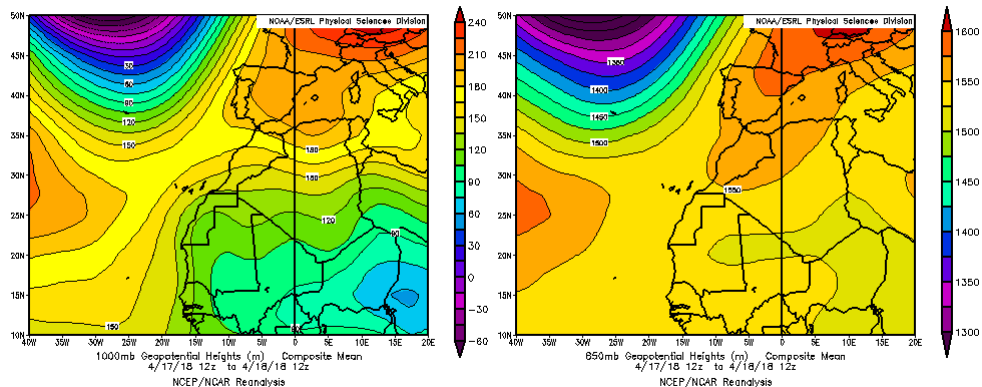 NOAA/ESRL Physical Sciences Division
50N
45N
40N
35N
30N
25N
20N
15N
10N
40W 35W 30W 25W 20W 15W 10W 5W 0 5E 10E 15E 20E
30
60
90
120
150
180
150
120
90
150
240
210
180
150
120
90
60
30
0
−30
−60
1000mb Geopotential Heights (m) Composite Mean
4/17/18 12z to 4/18/18 12z
NCEP/NCAR Reanalysis
NOAA/ESRL Physical Sciences Division
50N
45N
40N
35N
30N
25N
20N
15N
10N
40W 35W 30W 25W 20W 15W 10W 5W 0 5E 10E 15E 20E
1350
1400
1450
1500
1550
1600
1550
1500
1450
1400
1350
1300
850mb Geopotential Heights (m) Composite Mean
4/17/18 12z to 4/18/18 12z
NCEP/NCAR Reanalysis